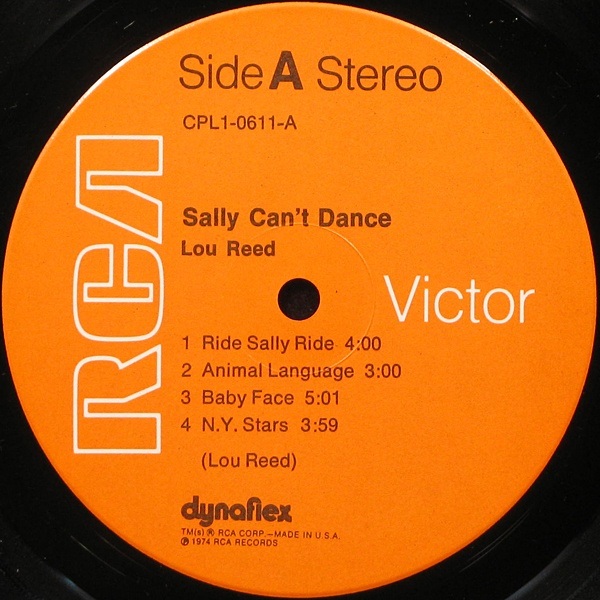 Side A Stereo
CPL1-0611-A
Sally Can't Dance
Lou Reed
RCA
Victor
1 Ride Sally Ride 4:00
2 Animal Language 3:00
3 Baby Face 5:01
4 N.Y. Stars 3:59
(Lou Reed)
dynaflex
TM(s) ® RCA CORP.—MADE IN U.S.A.
℗ 1974 RCA RECORDS